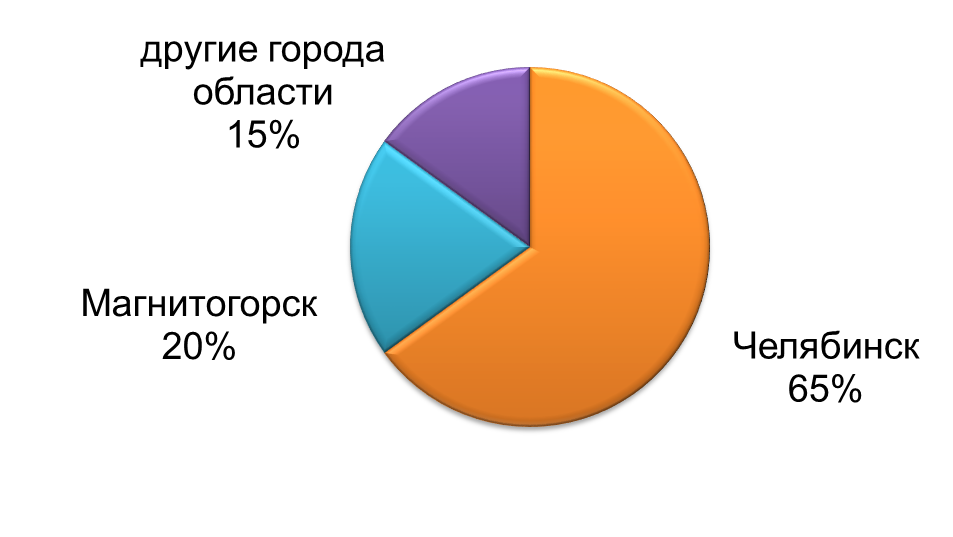 другие города
области
15%
Магнитогорск
20%
Челябинск
65%